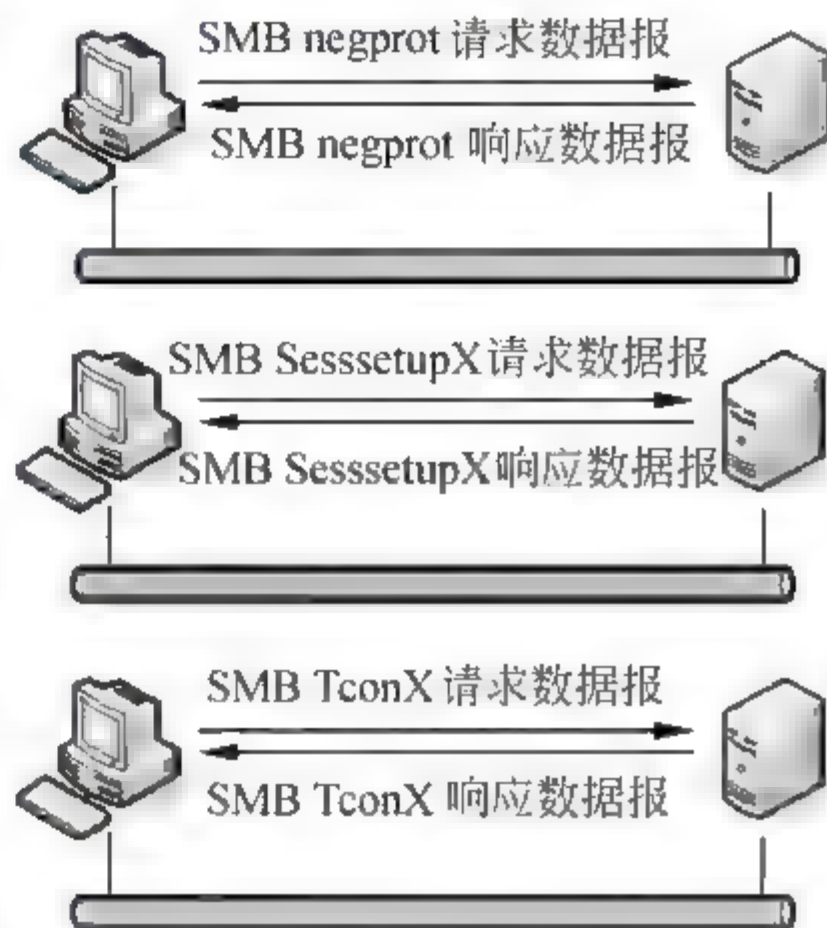 SMB negprot 请求数据报
SMB negprot 响应数据报
SMB SesssetupX请求数据报
SMB SesssetupX响应数据报
SMB TconX 请求数据报
SMB TconX 响应数据报